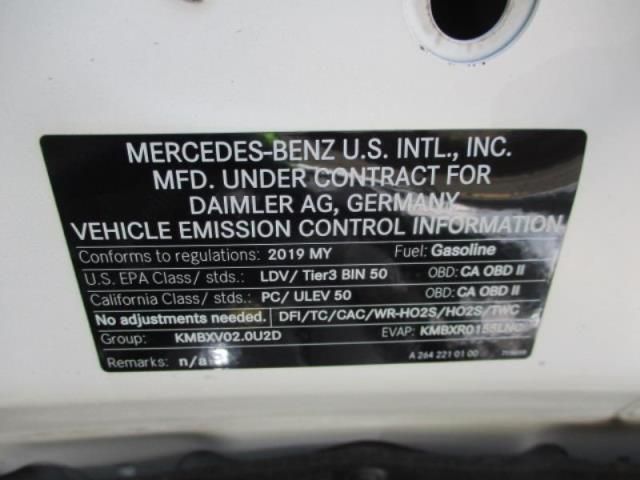 MERCEDES-BENZ U.S. INTL., INC.
MFD. UNDER CONTRACT FOR
DAIMLER AG, GERMANY
VEHICLE EMISSION CONTROL INFORMATION
Conforms to regulations: 2019 MY Fuel: Gasoline
U.S. EPA Class/ stds.: LDV/ Tier3 BIN 50 OBD: CA OBD II
California Class/ stds.: PC/ ULEV 50 OBD: CA OBD II
No adjustments needed. DFI/TC/CAC/WR-HO2S/HO2S/TWC
Group: KMBXV02.0U2D EVAP:
Remarks: n/a
A 264 221 01 00